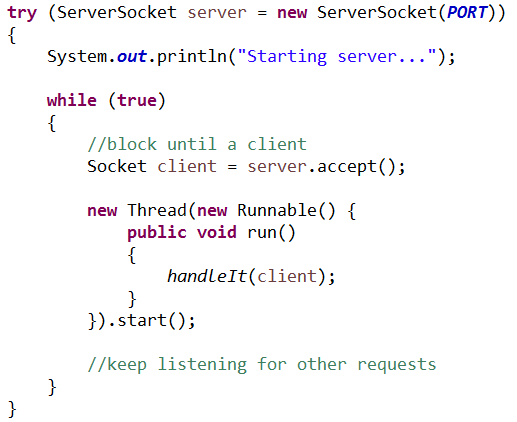 try (ServerSocket server = new ServerSocket(PORT))
{
    System.out.println("Starting server...");

    while (true)
    {
        //block until a client
        Socket client = server.accept();

        new Thread(new Runnable() {
            public void run()
            {
                handleIt(client);
            }
        }).start();

        //keep listening for other requests
    }
}